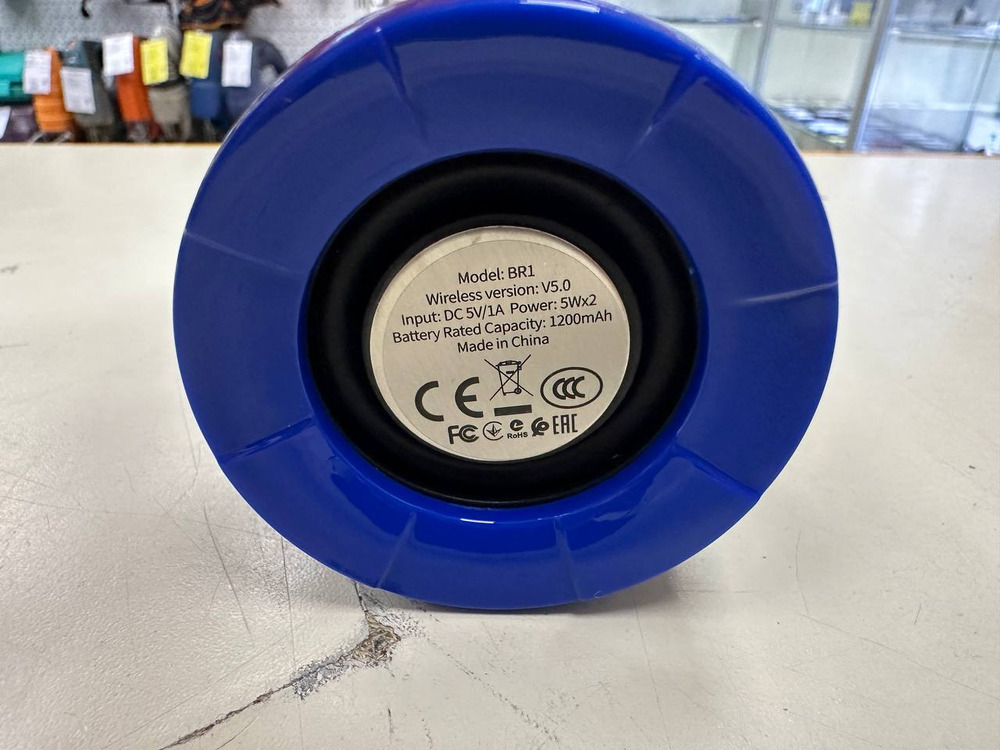 Model: BR1
Wireless version: V5.0
Input: DC 5V/1A Power: 5Wx2
Battery Rated Capacity: 1200mAh
Made in China
CE
CCC
FC RoHS EAC